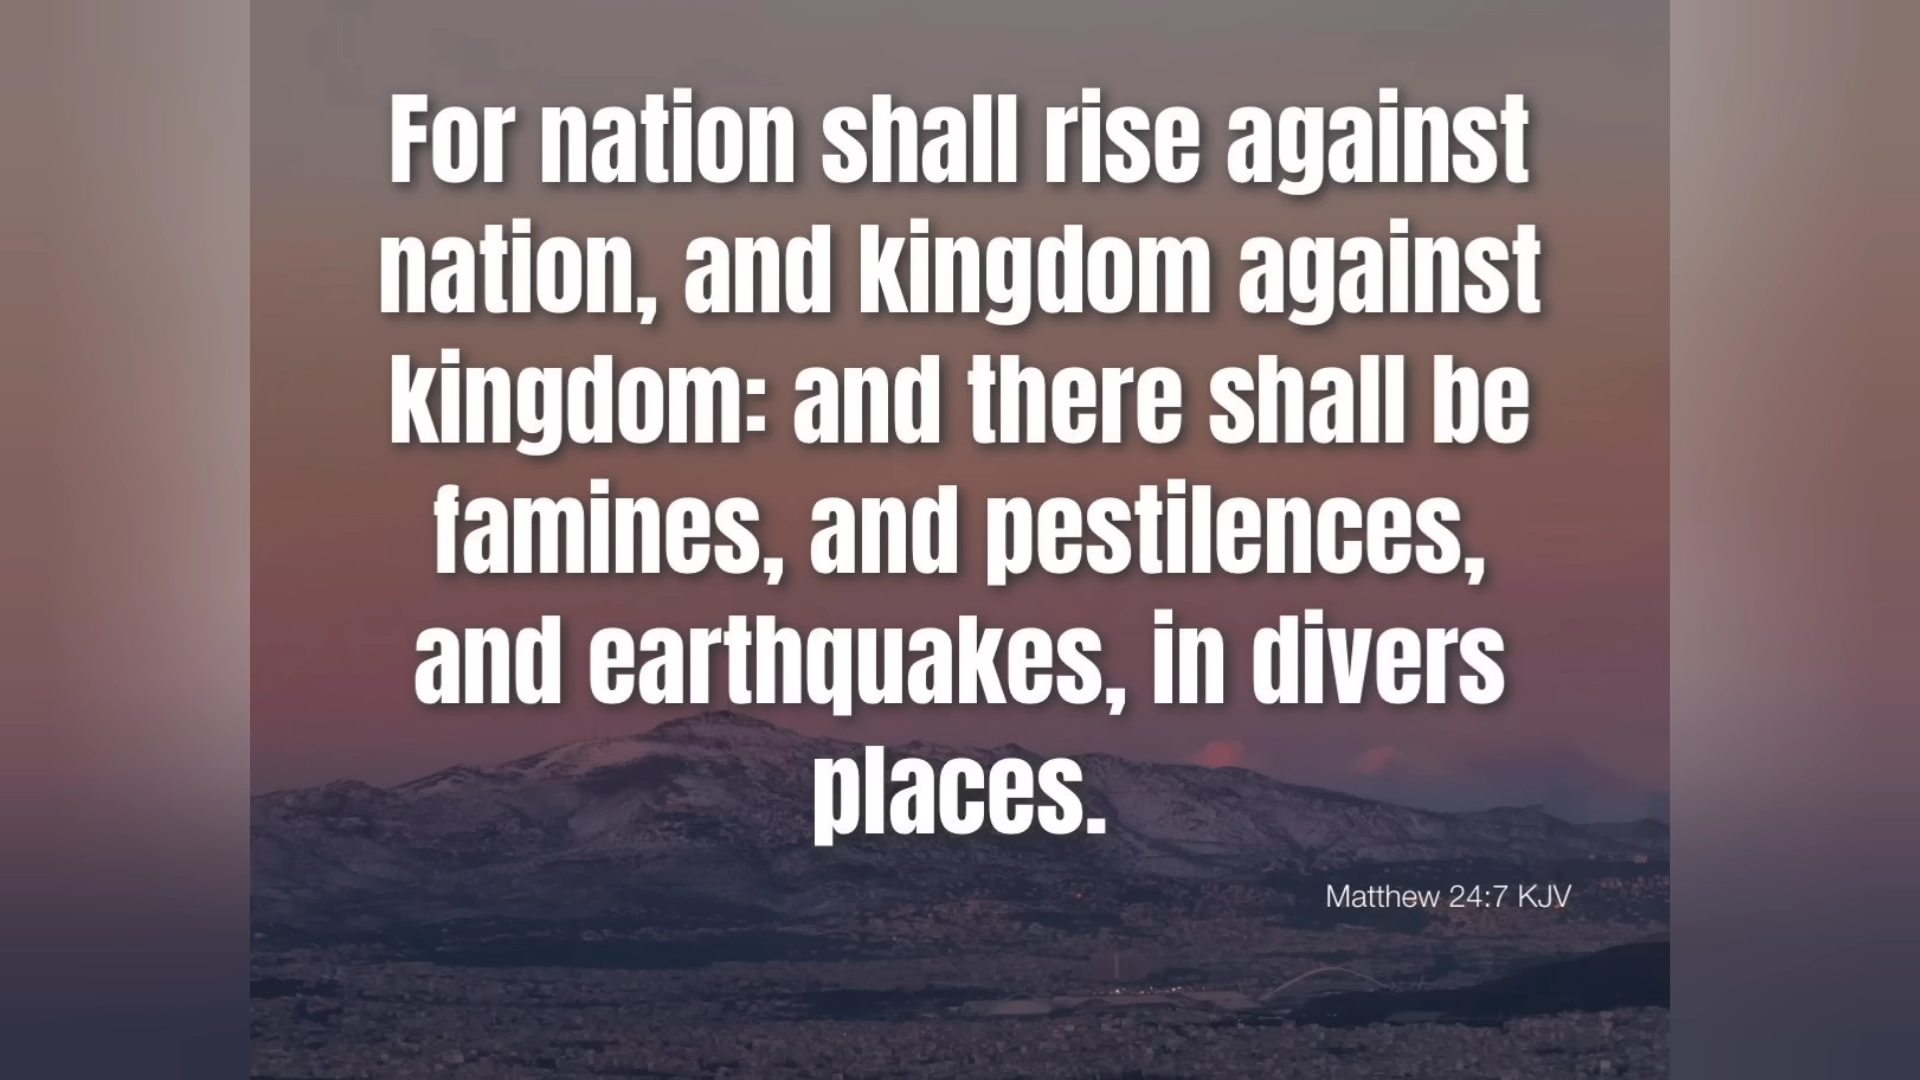 For nation shall rise against
nation, and kingdom against
kingdom: and there shall be
famines, and pestilences,
and earthquakes, in divers
places.
Matthew 24:7 KJV